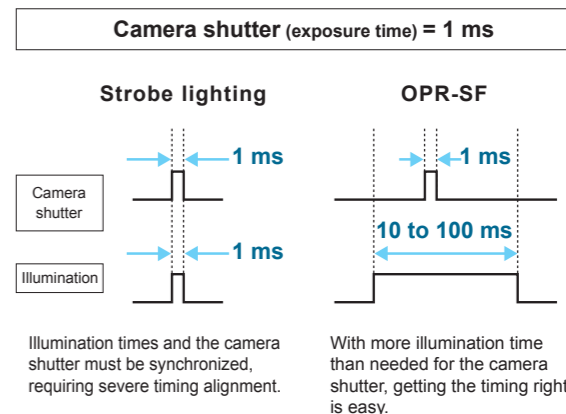 Camera shutter (exposure time) = 1 ms
Strobe lighting
OPR-SF
1 ms
1 ms
Camera
shutter
10 to 100 ms
1 ms
Illumination
Illumination times and the camera
shutter must be synchronized,
requiring severe timing alignment.
With more illumination time
than needed for the camera
shutter, getting the timing right
is easy.